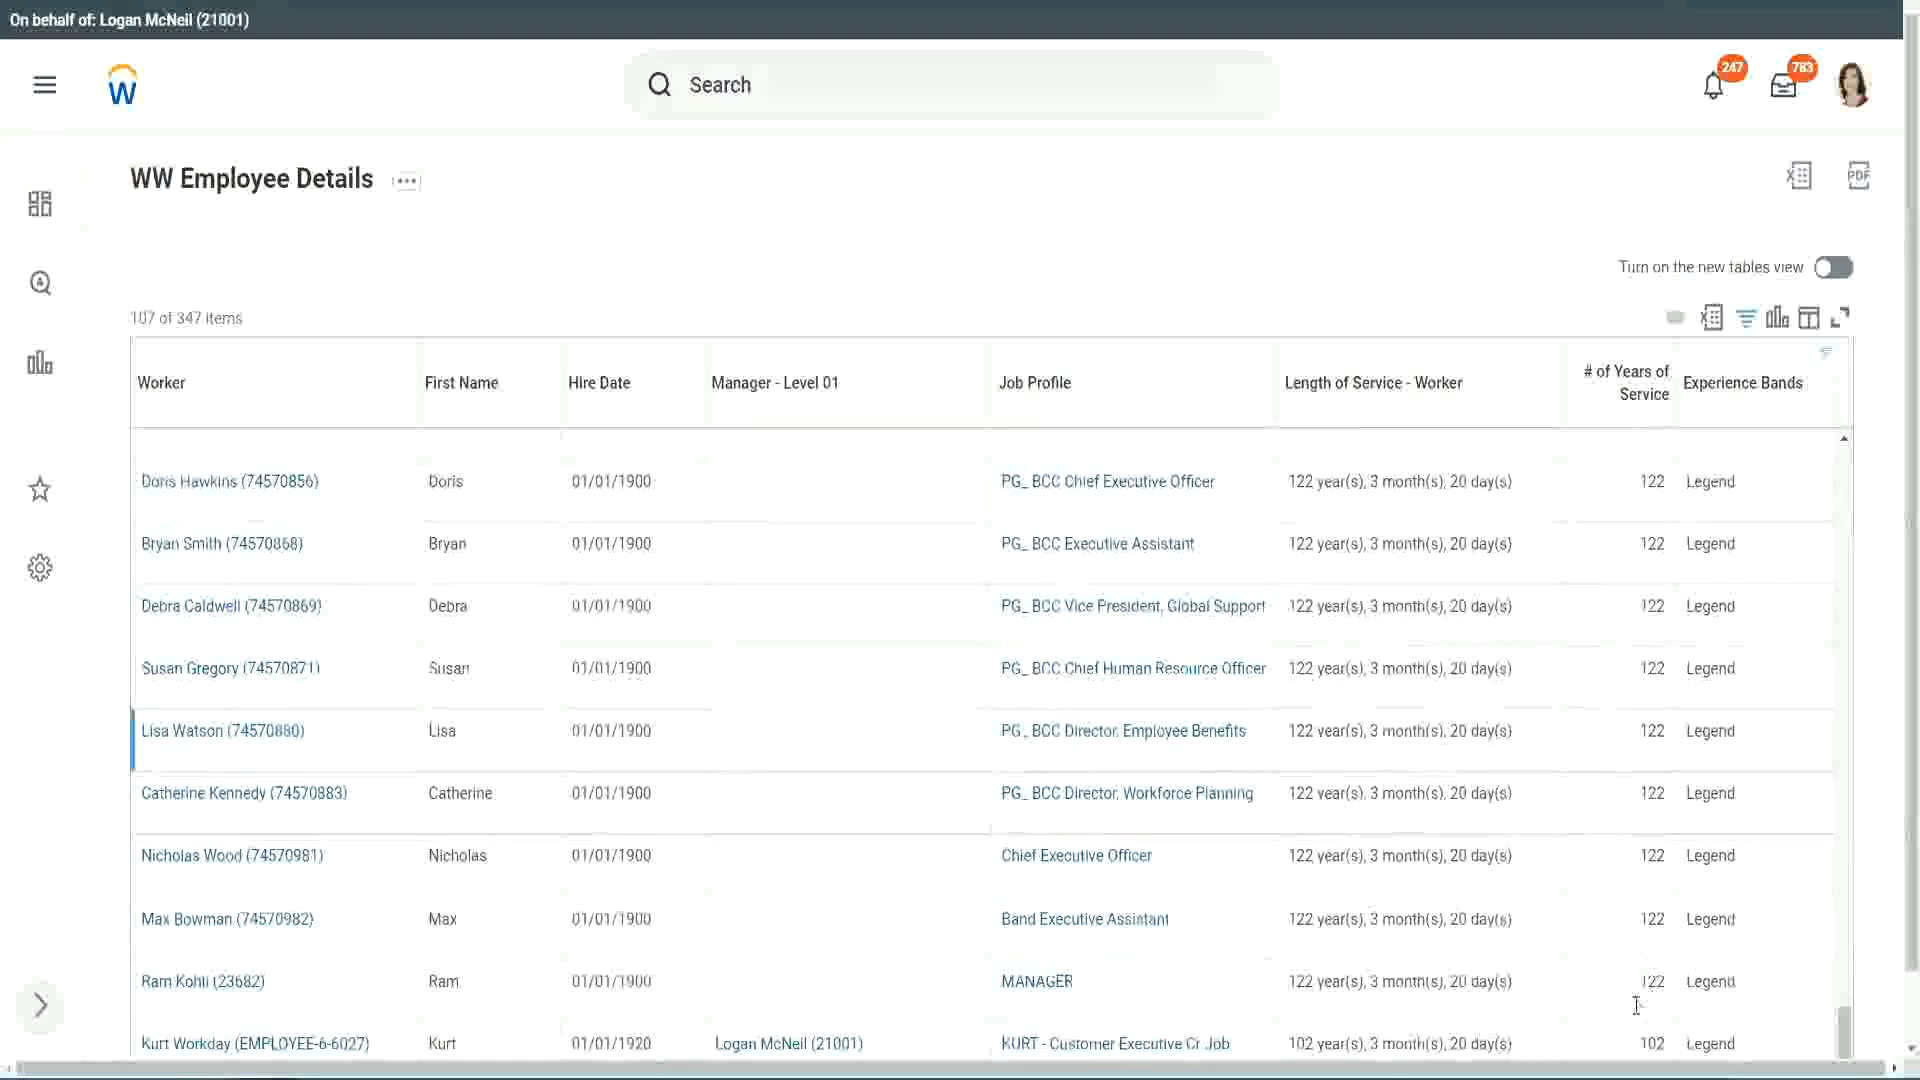 On behalf of: Logan McNeil (21001)
W
Search
247
783
WW Employee Details
X
PDF
Turn on the new tables view
107 of 347 items
X
Worker First Name Hire Date Manager - Level 01 Job Profile Length of Service - Worker # of Years of Service Experience Bands
Doris Hawkins (74570856) Doris 01/01/1900 PG_ BCC Chief Executive Officer 122 year(s), 3 month(s), 20 day(s) 122 Legend
Bryan Smith (74570868) Bryan 01/01/1900 PG_ BCC Executive Assistant 122 year(s), 3 month(s), 20 day(s) 122 Legend
Debra Caldwell (74570869) Debra 01/01/1900 PG_ BCC Vice President, Global Support 122 year(s), 3 month(s), 20 day(s) 122 Legend
Susan Gregory (74570871) Susan 01/01/1900 PG_ BCC Chief Human Resource Officer 122 year(s), 3 month(s), 20 day(s) 122 Legend
Lisa Watson (74570880) Lisa 01/01/1900 PG_ BCC Director, Employee Benefits 122 year(s), 3 month(s), 20 day(s) 122 Legend
Catherine Kennedy (74570883) Catherine 01/01/1900 PG_ BCC Director, Workforce Planning 122 year(s), 3 month(s), 20 day(s) 122 Legend
Nicholas Wood (74570981) Nicholas 01/01/1900 Chief Executive Officer 122 year(s), 3 month(s), 20 day(s) 122 Legend
Max Bowman (74570982) Max 01/01/1900 Band Executive Assistant 122 year(s), 3 month(s), 20 day(s) 122 Legend
Ram Kohli (23682) Ram 01/01/1900 MANAGER 122 year(s), 3 month(s), 20 day(s) 122 Legend
Kurt Workday (EMPLOYEE-6-6027) Kurt 01/01/1920 Logan McNeil (21001) KURT - Customer Executive Cr Job 102 year(s), 3 month(s), 20 day(s) 102 Legend